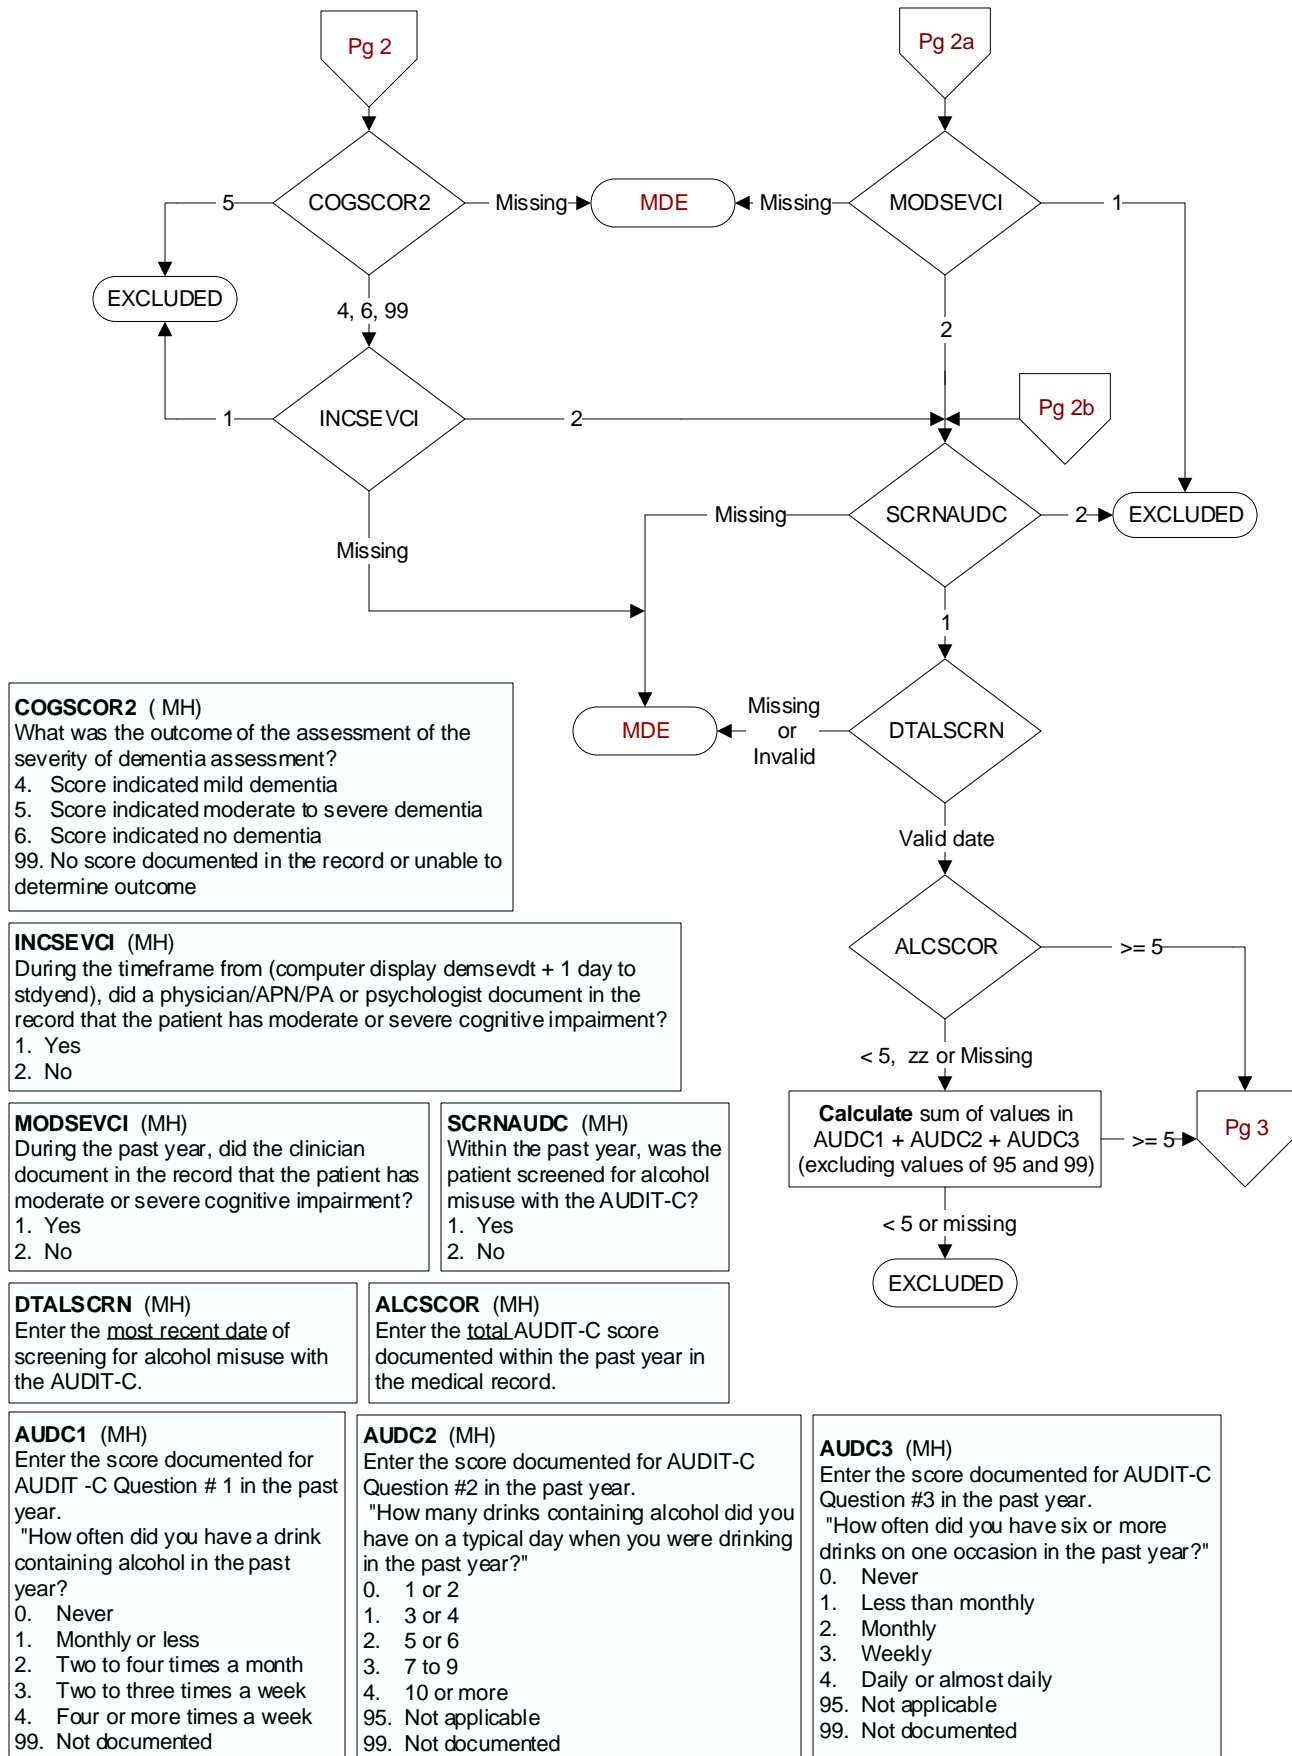 Pg 2
Pg 2a
COGSCOR2
MODSEVCI
5
Missing
MDE
Missing
1
EXCLUDED
4, 6, 99
2
INCSEVCI
1
2
Pg 2b
Missing
SCRNAUDC
2
EXCLUDED
Missing
1
MDE
Missing
or
Invalid
DTALSCRN
Valid date
ALCSCOR
>= 5
< 5, zz or Missing
Calculate sum of values in
AUDC1 + AUDC2 + AUDC3
(excluding values of 95 and 99)
>= 5
Pg 3
< 5 or missing
EXCLUDED
COGSCOR2 ( MH)
What was the outcome of the assessment of the
severity of dementia assessment?
4. Score indicated mild dementia
5. Score indicated moderate to severe dementia
6. Score indicated no dementia
99. No score documented in the record or unable to
determine outcome
INCSEVCI (MH)
During the timeframe from (computer display demsevdt + 1 day to
stdyend), did a physician/APN/PA or psychologist document in the
record that the patient has moderate or severe cognitive impairment?
1. Yes
2. No
MODSEVCI (MH)
During the past year, did the clinician
document in the record that the patient has
moderate or severe cognitive impairment?
1. Yes
2. No
SCRNAUDC (MH)
Within the past year, was the
patient screened for alcohol
misuse with the AUDIT-C?
1. Yes
2. No
DTALSCRN (MH)
Enter the most recent date of
screening for alcohol misuse with
the AUDIT-C.
ALCSCOR (MH)
Enter the total AUDIT-C score
documented within the past year in
the medical record.
AUDC1 (MH)
Enter the score documented for
AUDIT -C Question # 1 in the past
year.
"How often did you have a drink
containing alcohol in the past
year?
0. Never
1. Monthly or less
2. Two to four times a month
3. Two to three times a week
4. Four or more times a week
99. Not documented
AUDC2 (MH)
Enter the score documented for AUDIT-C
Question #2 in the past year.
"How many drinks containing alcohol did you
have on a typical day when you were drinking
in the past year?"
0. 1 or 2
1. 3 or 4
2. 5 or 6
3. 7 to 9
4. 10 or more
95. Not applicable
99. Not documented
AUDC3 (MH)
Enter the score documented for AUDIT-C
Question #3 in the past year.
"How often did you have six or more
drinks on one occasion in the past year?"
0. Never
1. Less than monthly
2. Monthly
3. Weekly
4. Daily or almost daily
95. Not applicable
99. Not documented